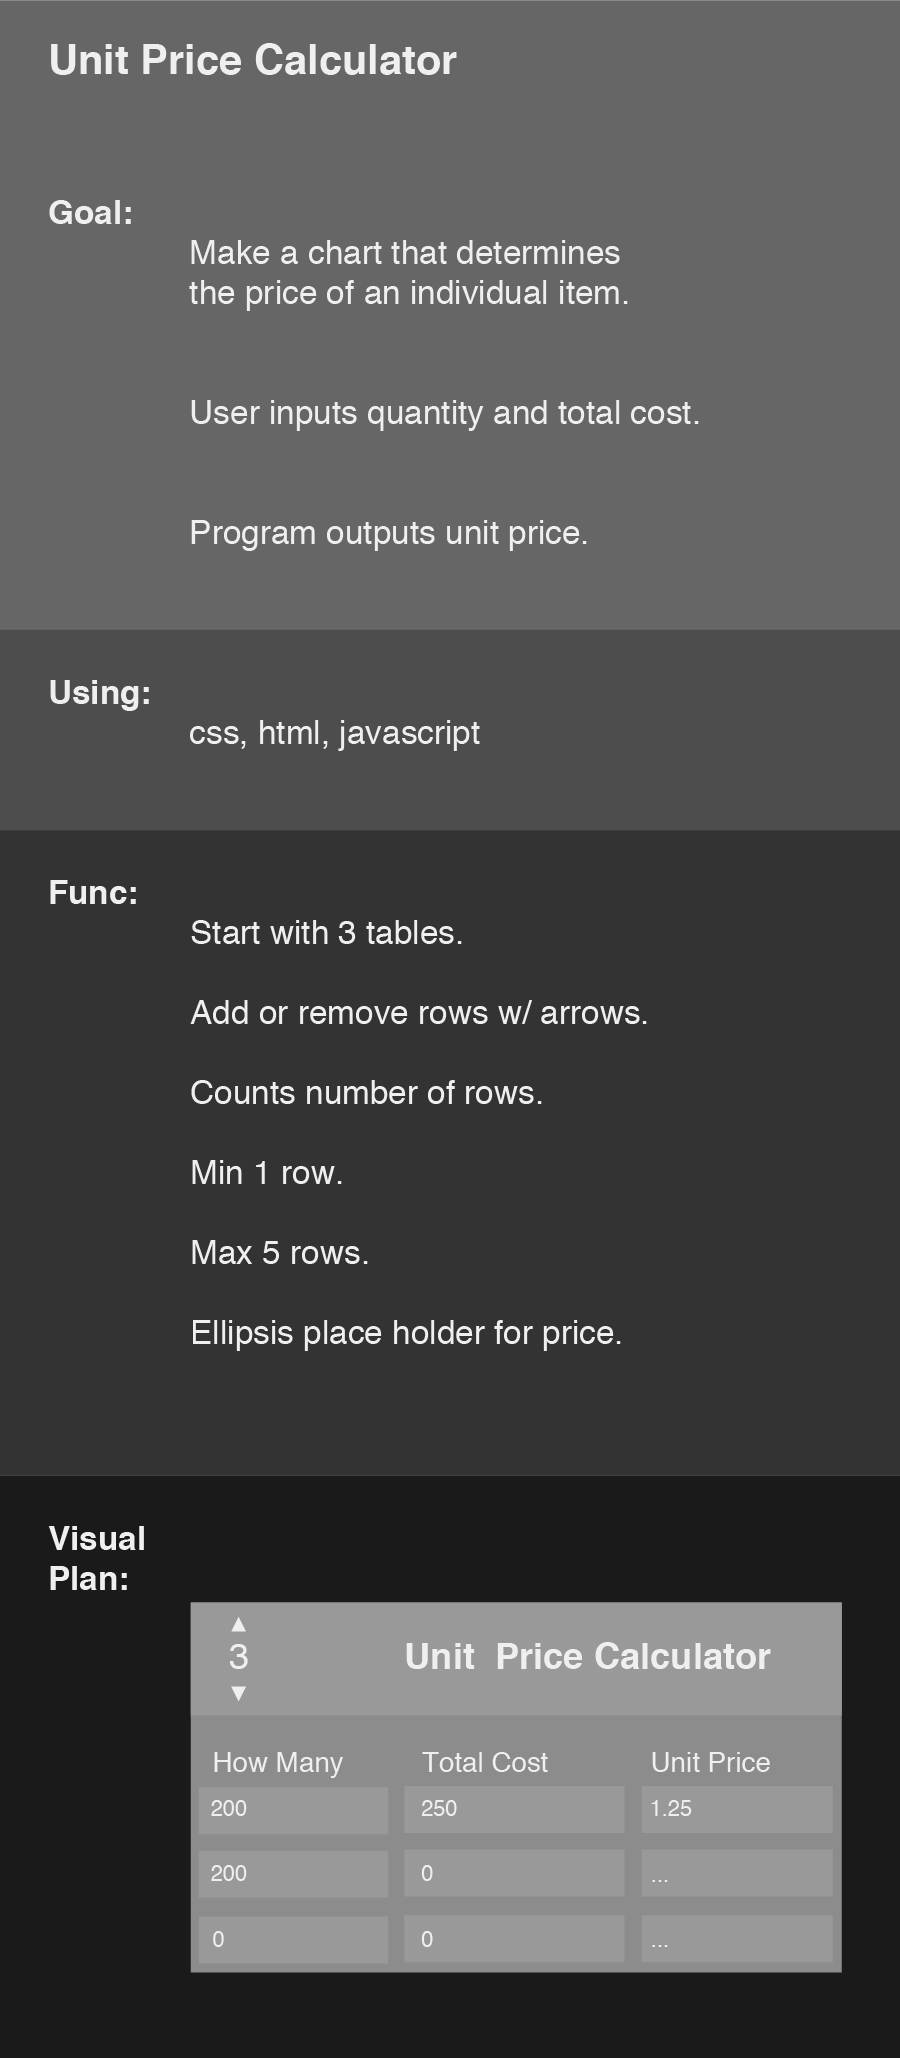 Unit Price Calculator
Goal:
Make a chart that determines
the price of an individual item.
User inputs quantity and total cost.
Program outputs unit price.
Using:
css, html, javascript
Func:
Start with 3 tables.
Add or remove rows w/ arrows.
Counts number of rows.
Min 1 row.
Max 5 rows.
Ellipsis place holder for price.
Visual
Plan:
▲
3 Unit  Price Calculator
▼
How Many Total Cost Unit Price
200 250 1.25
200 0 ...
0 0 ...